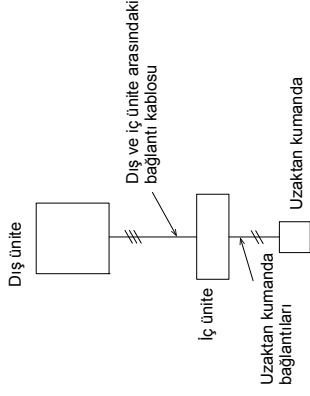 Dış ünite
Dış ve iç ünite arasındaki
bağlantı kablosu
İç ünite
Uzaktan kumanda
bağlantıları
Uzaktan kumanda